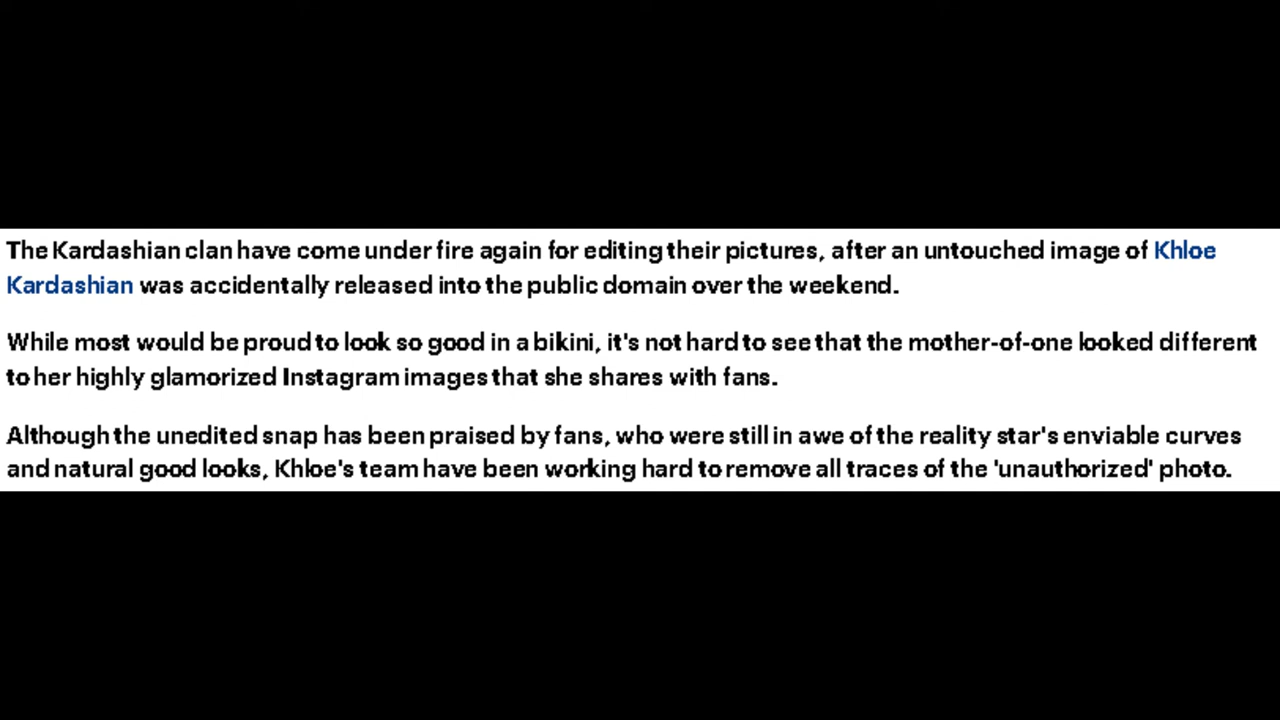 The Kardashian clan have come under fire again for editing their pictures, after an untouched image of Khloe
Kardashian was accidentally released into the public domain over the weekend.
While most would be proud to look so good in a bikini, it's not hard to see that the mother-of-one looked different
to her highly glamorized Instagram images that she shares with fans.
Although the unedited snap has been praised by fans, who were still in awe of the reality star's enviable curves
and natural good looks, Khloe's team have been working hard to remove all traces of the 'unauthorized' photo.